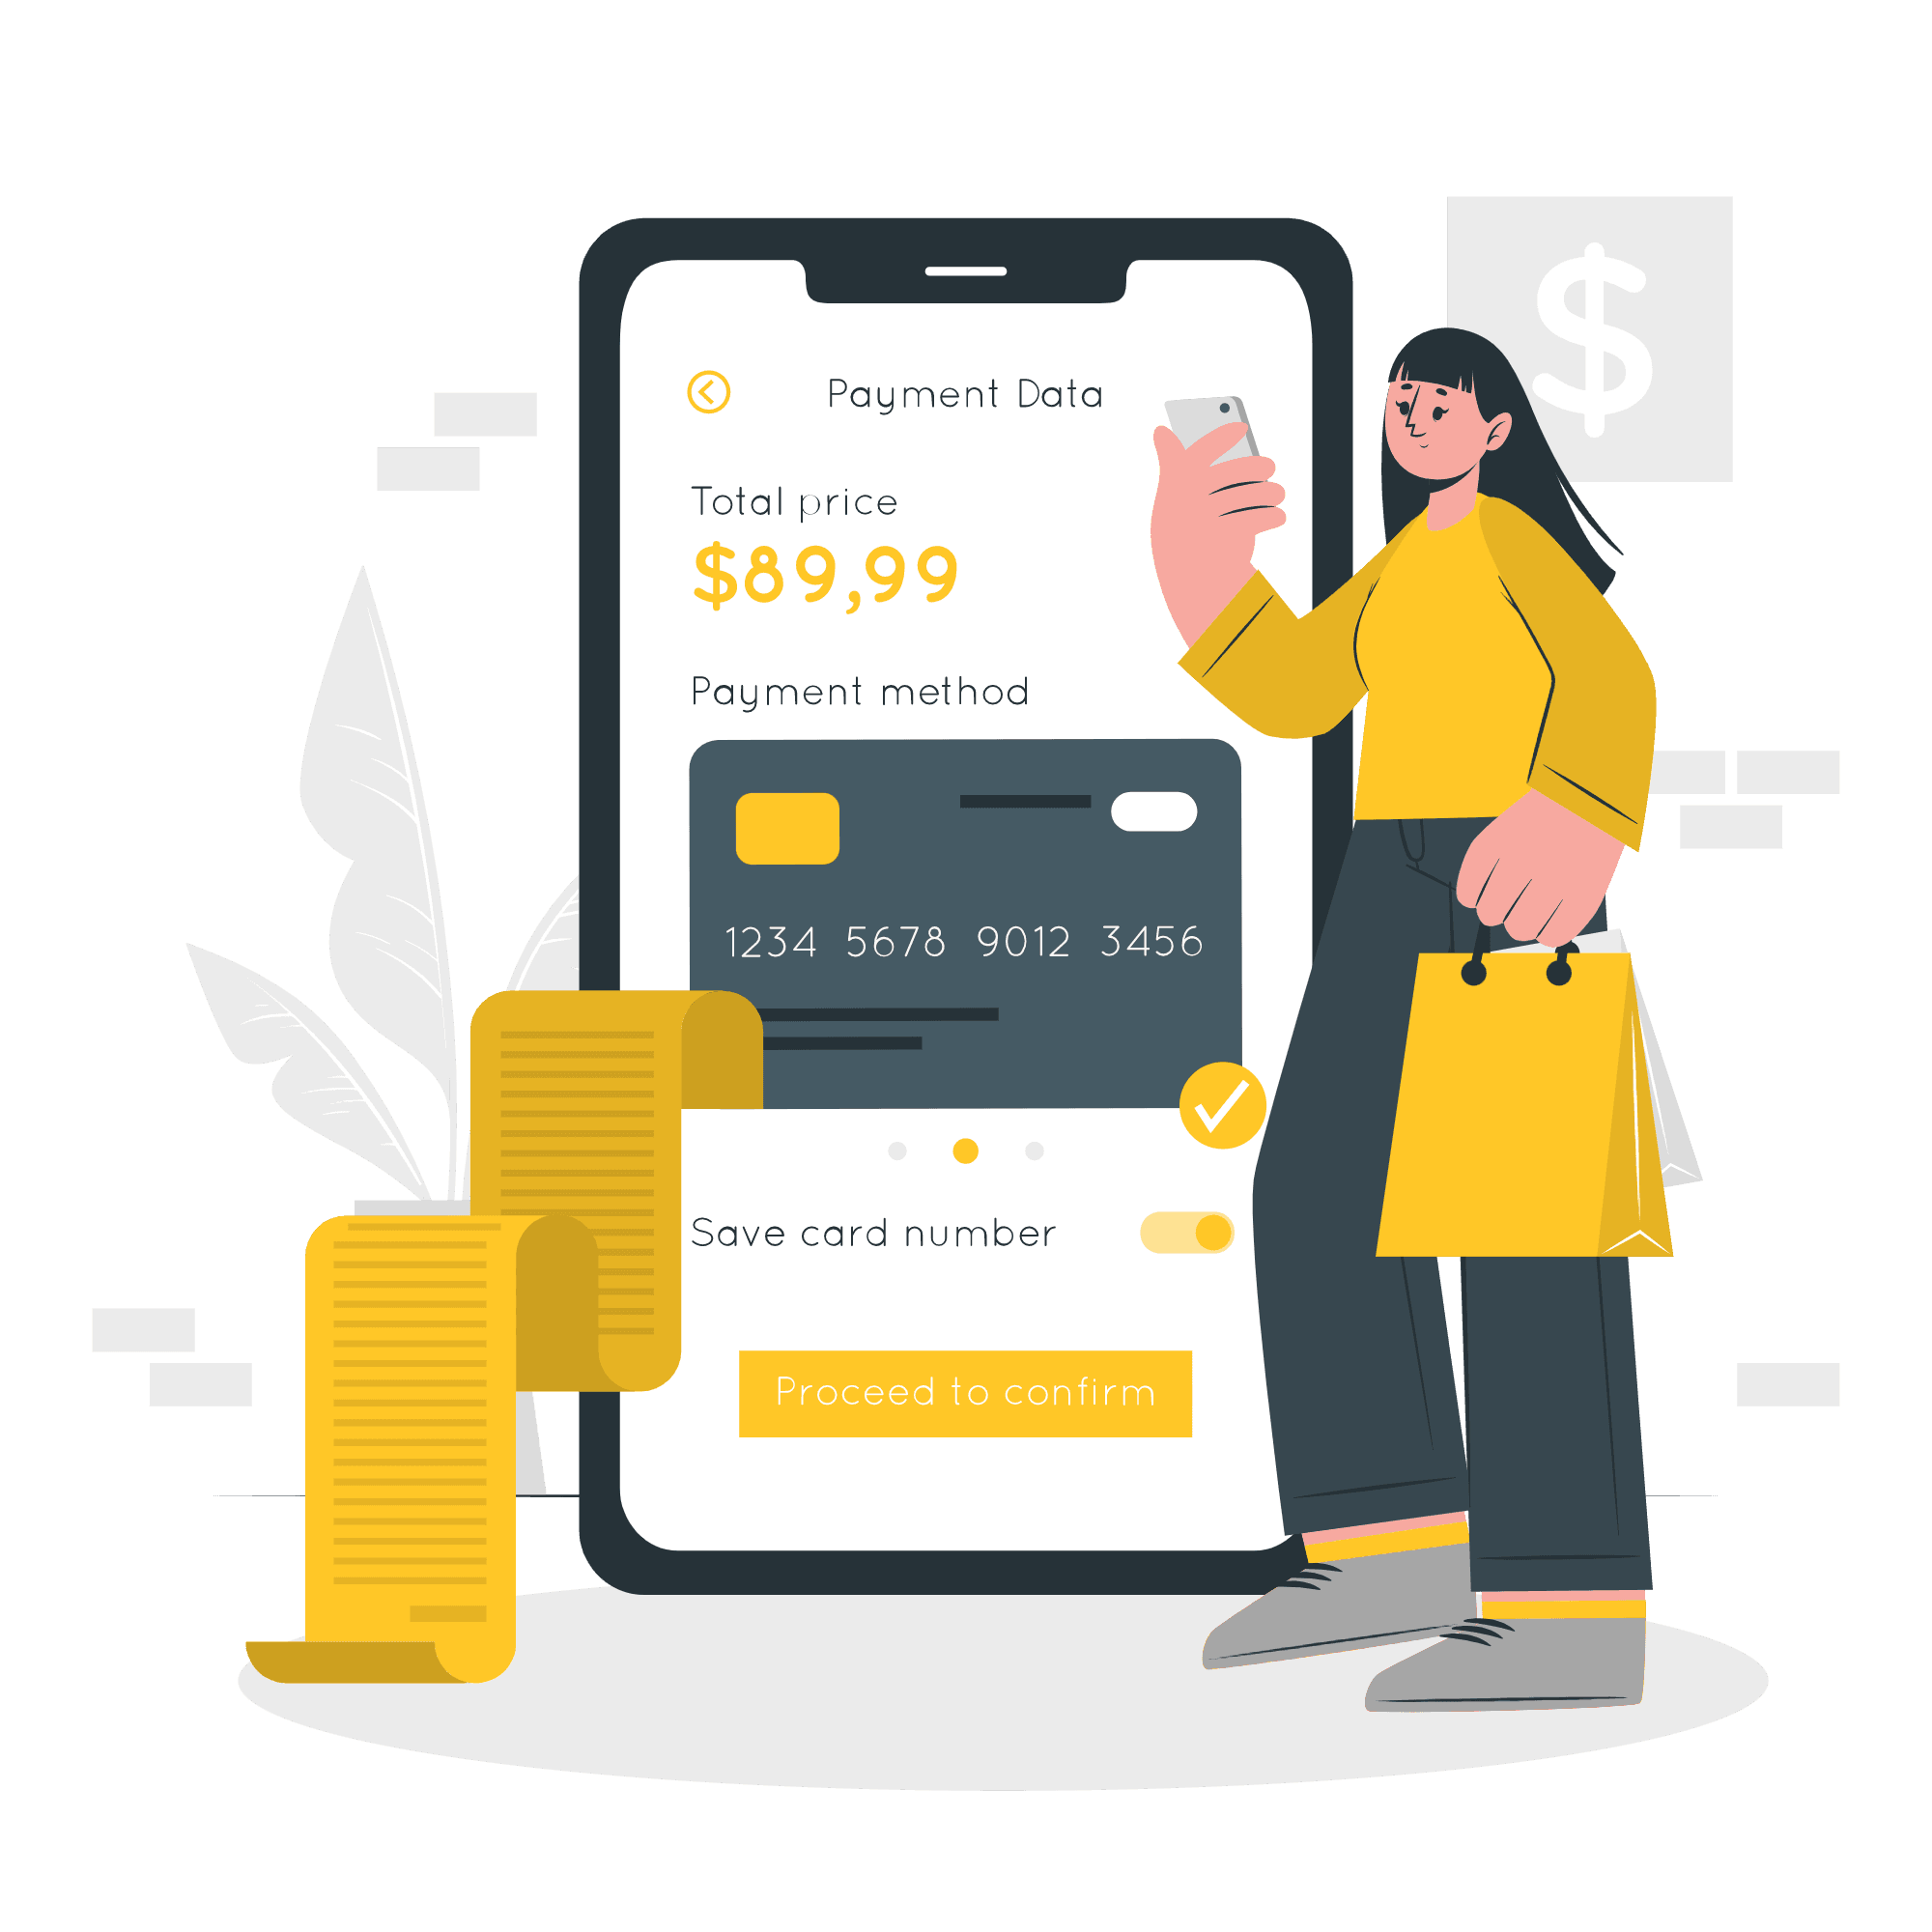 $
Payment Data
Total price
$89,99
Payment method
1234 5678 9012 3456
Save card number
Proceed to confirm